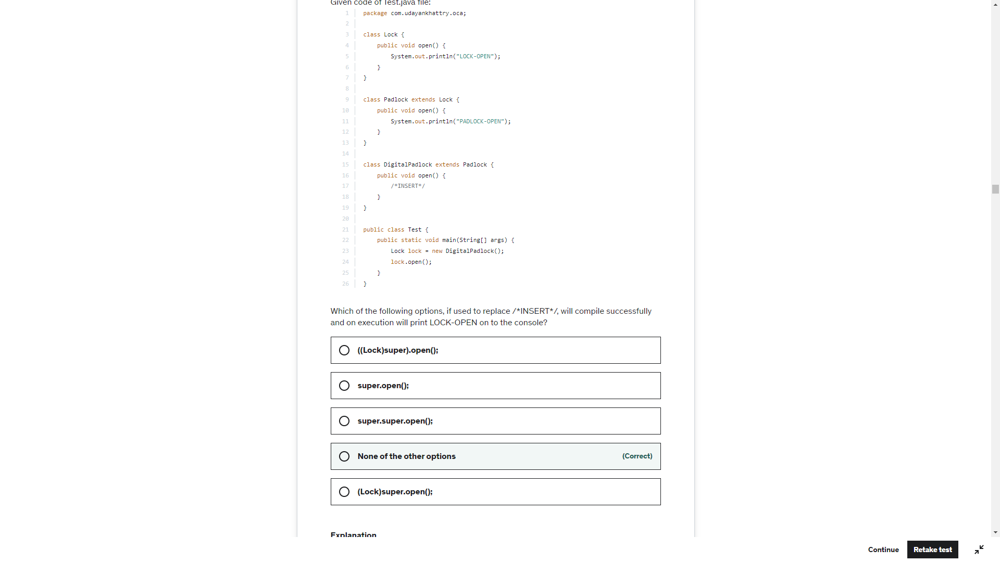 Given code of Test.java file:
1 package com.udayankhattry.oca;
2
3 class Lock {
4 public void open() {
5 System.out.println("LOCK-OPEN");
6 }
7 }
8
9 class Padlock extends Lock {
10 public void open() {
11 System.out.println("PADLOCK-OPEN");
12 }
13 }
14
15 class DigitalPadlock extends Padlock {
16 public void open() {
17 /*INSERT*/
18 }
19 }
20
21 public class Test {
22 public static void main(String[] args) {
23 Lock lock = new DigitalPadlock();
24 lock.open();
25 }
26 }
Which of the following options, if used to replace /*INSERT*/, will compile successfully
and on execution will print LOCK-OPEN on to the console?
((Lock)super).open();
super.open();
super.super.open();
None of the other options (Correct)
(Lock)super.open();
Explanation
Continue Retake test